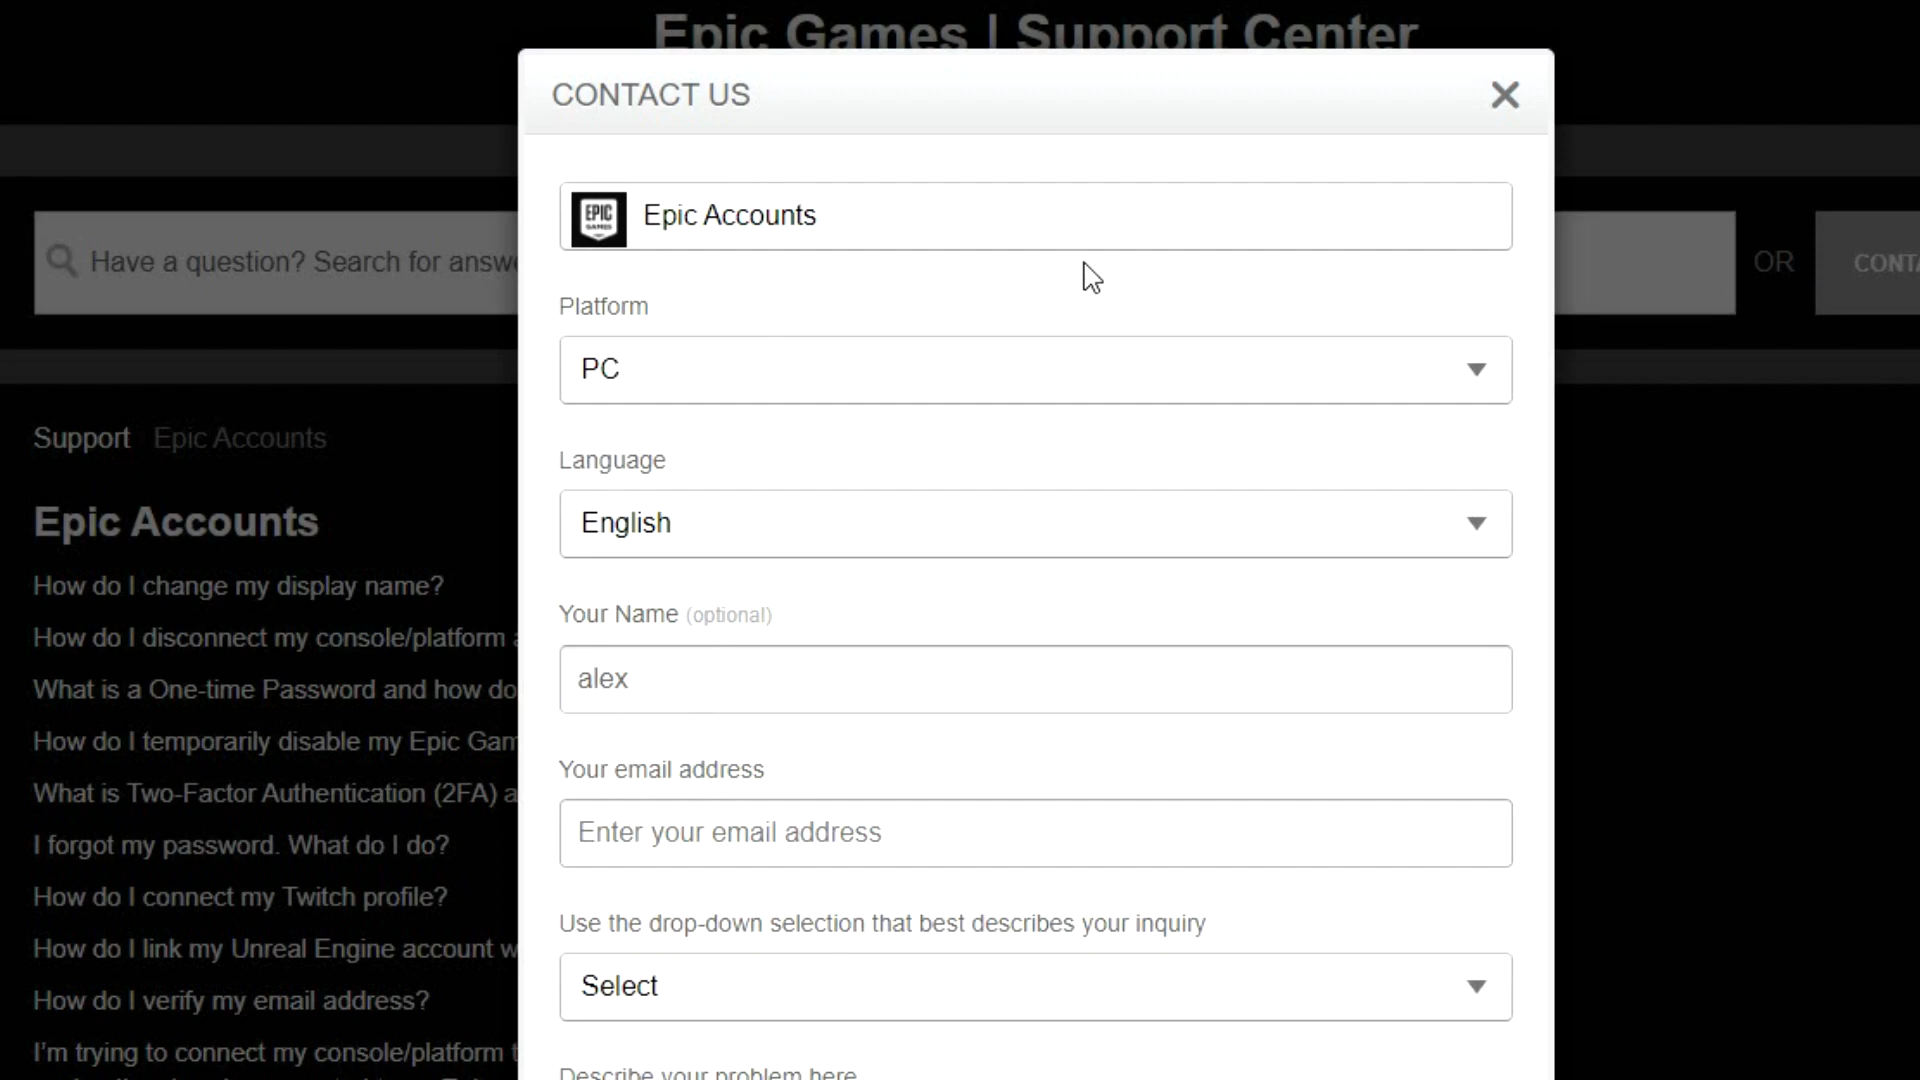 Epic Games | Support Center
CONTACT US
EPIC
GAMES
Epic Accounts
Have a question? Search for answe
OR
CONTA
Platform
PC
Language
English
Your Name (optional)
alex
Your email address
Enter your email address
Use the drop-down selection that best describes your inquiry
Select
Describe your problem here
Support Epic Accounts
Epic Accounts
How do I change my display name?
How do I disconnect my console/platform a
What is a One-time Password and how do
How do I temporarily disable my Epic Gam
What is Two-Factor Authentication (2FA) a
I forgot my password. What do I do?
How do I connect my Twitch profile?
How do I link my Unreal Engine account w
How do I verify my email address?
I'm trying to connect my console/platform t